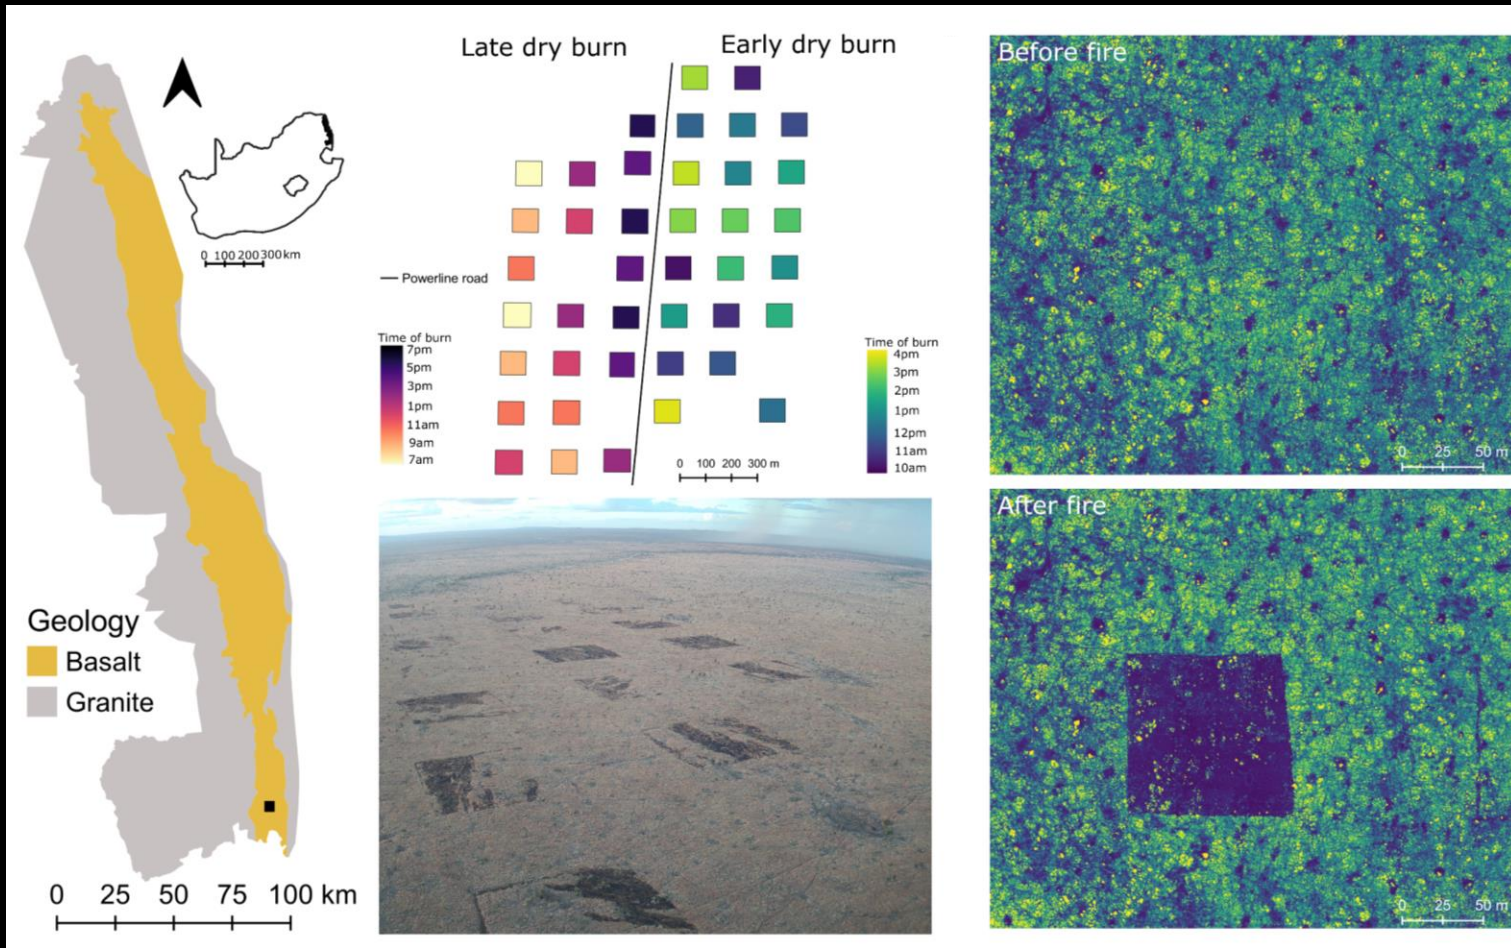 Late dry burn
Early dry burn
0 100 200 300 km
Powerline road
Time of burn
7pm
5pm
3pm
1pm
11am
9am
7am
Time of burn
4pm
3pm
2pm
1pm
12pm
11am
10am
0 100 200 300 m
Geology
Basalt
Granite
0 25 50 75 100 km
Before fire
0 25 50 m
After fire
0 25 50 m